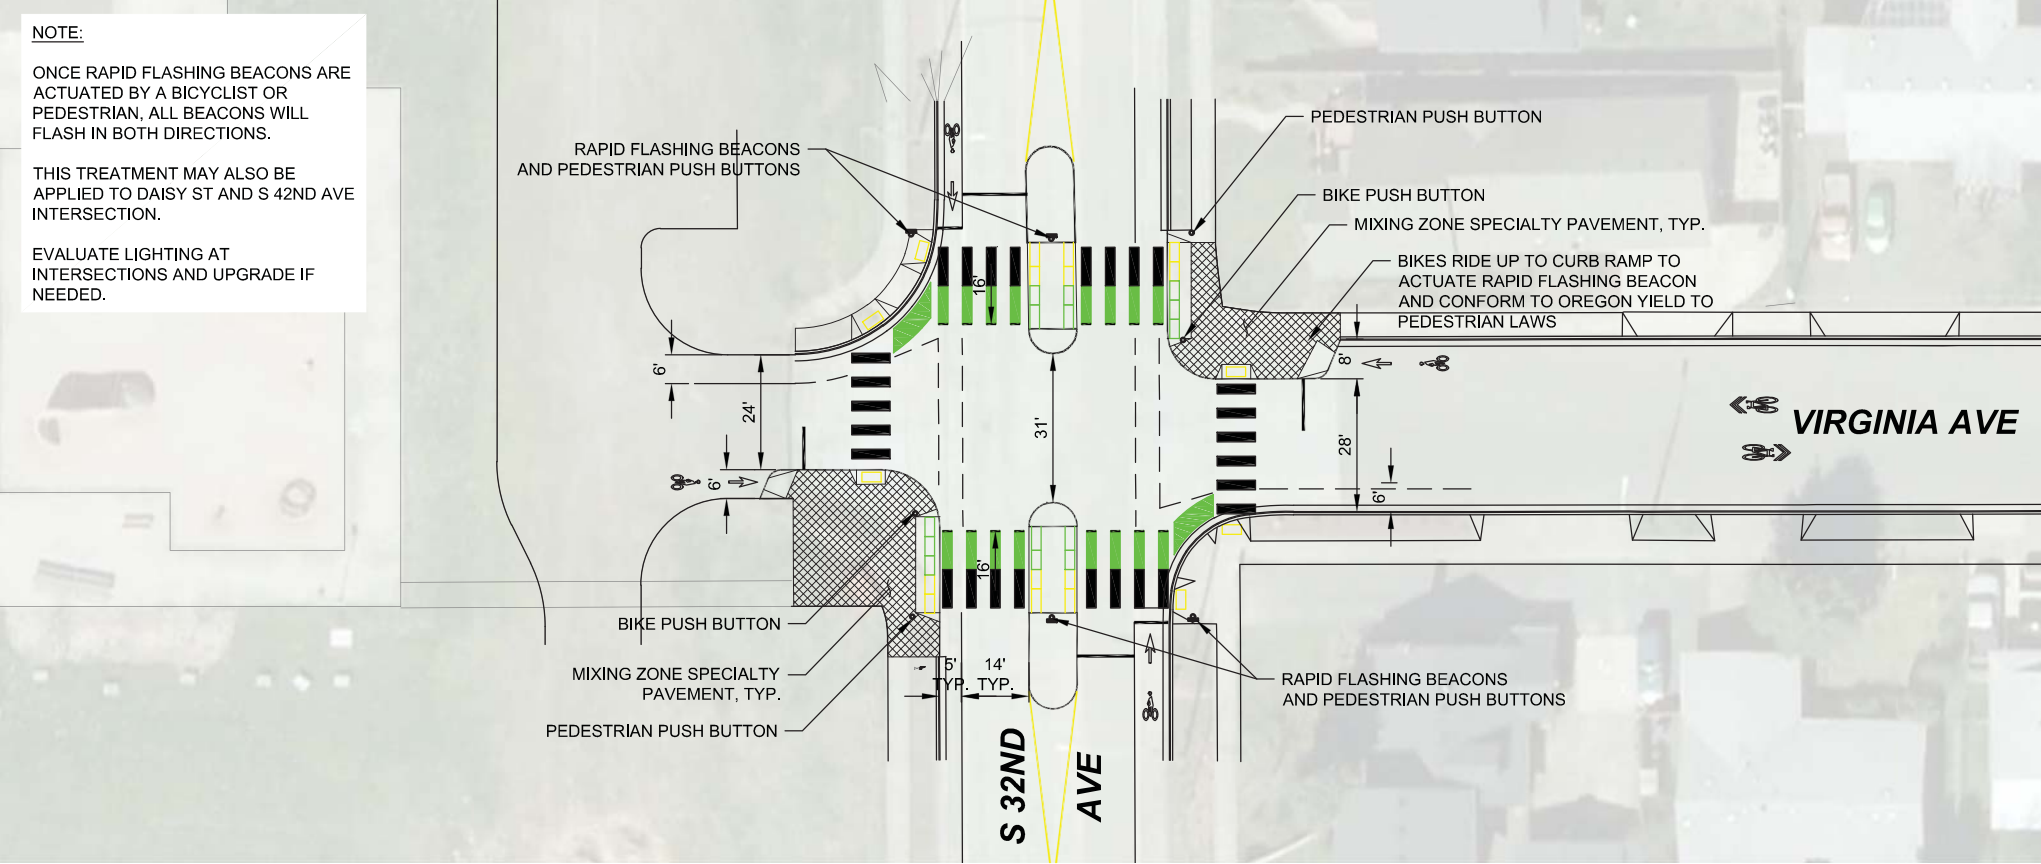 NOTE:
ONCE RAPID FLASHING BEACONS ARE
ACTUATED BY A BICYCLIST OR
PEDESTRIAN, ALL BEACONS WILL
FLASH IN BOTH DIRECTIONS.
THIS TREATMENT MAY ALSO BE
APPLIED TO DAISY ST AND S 42ND AVE
INTERSECTION.
EVALUATE LIGHTING AT
INTERSECTIONS AND UPGRADE IF
NEEDED.
RAPID FLASHING BEACONS
AND PEDESTRIAN PUSH BUTTONS
PEDESTRIAN PUSH BUTTON
BIKE PUSH BUTTON
MIXING ZONE SPECIALTY PAVEMENT, TYP.
BIKES RIDE UP TO CURB RAMP TO
ACTUATE RAPID FLASHING BEACON
AND CONFORM TO OREGON YIELD TO
PEDESTRIAN LAWS
16'
6'
24'
6'
31'
8'
28'
6'
VIRGINIA AVE
16'
BIKE PUSH BUTTON
MIXING ZONE SPECIALTY
PAVEMENT, TYP.
PEDESTRIAN PUSH BUTTON
5'
TYP.
14'
TYP.
RAPID FLASHING BEACONS
AND PEDESTRIAN PUSH BUTTONS
S 32ND
AVE